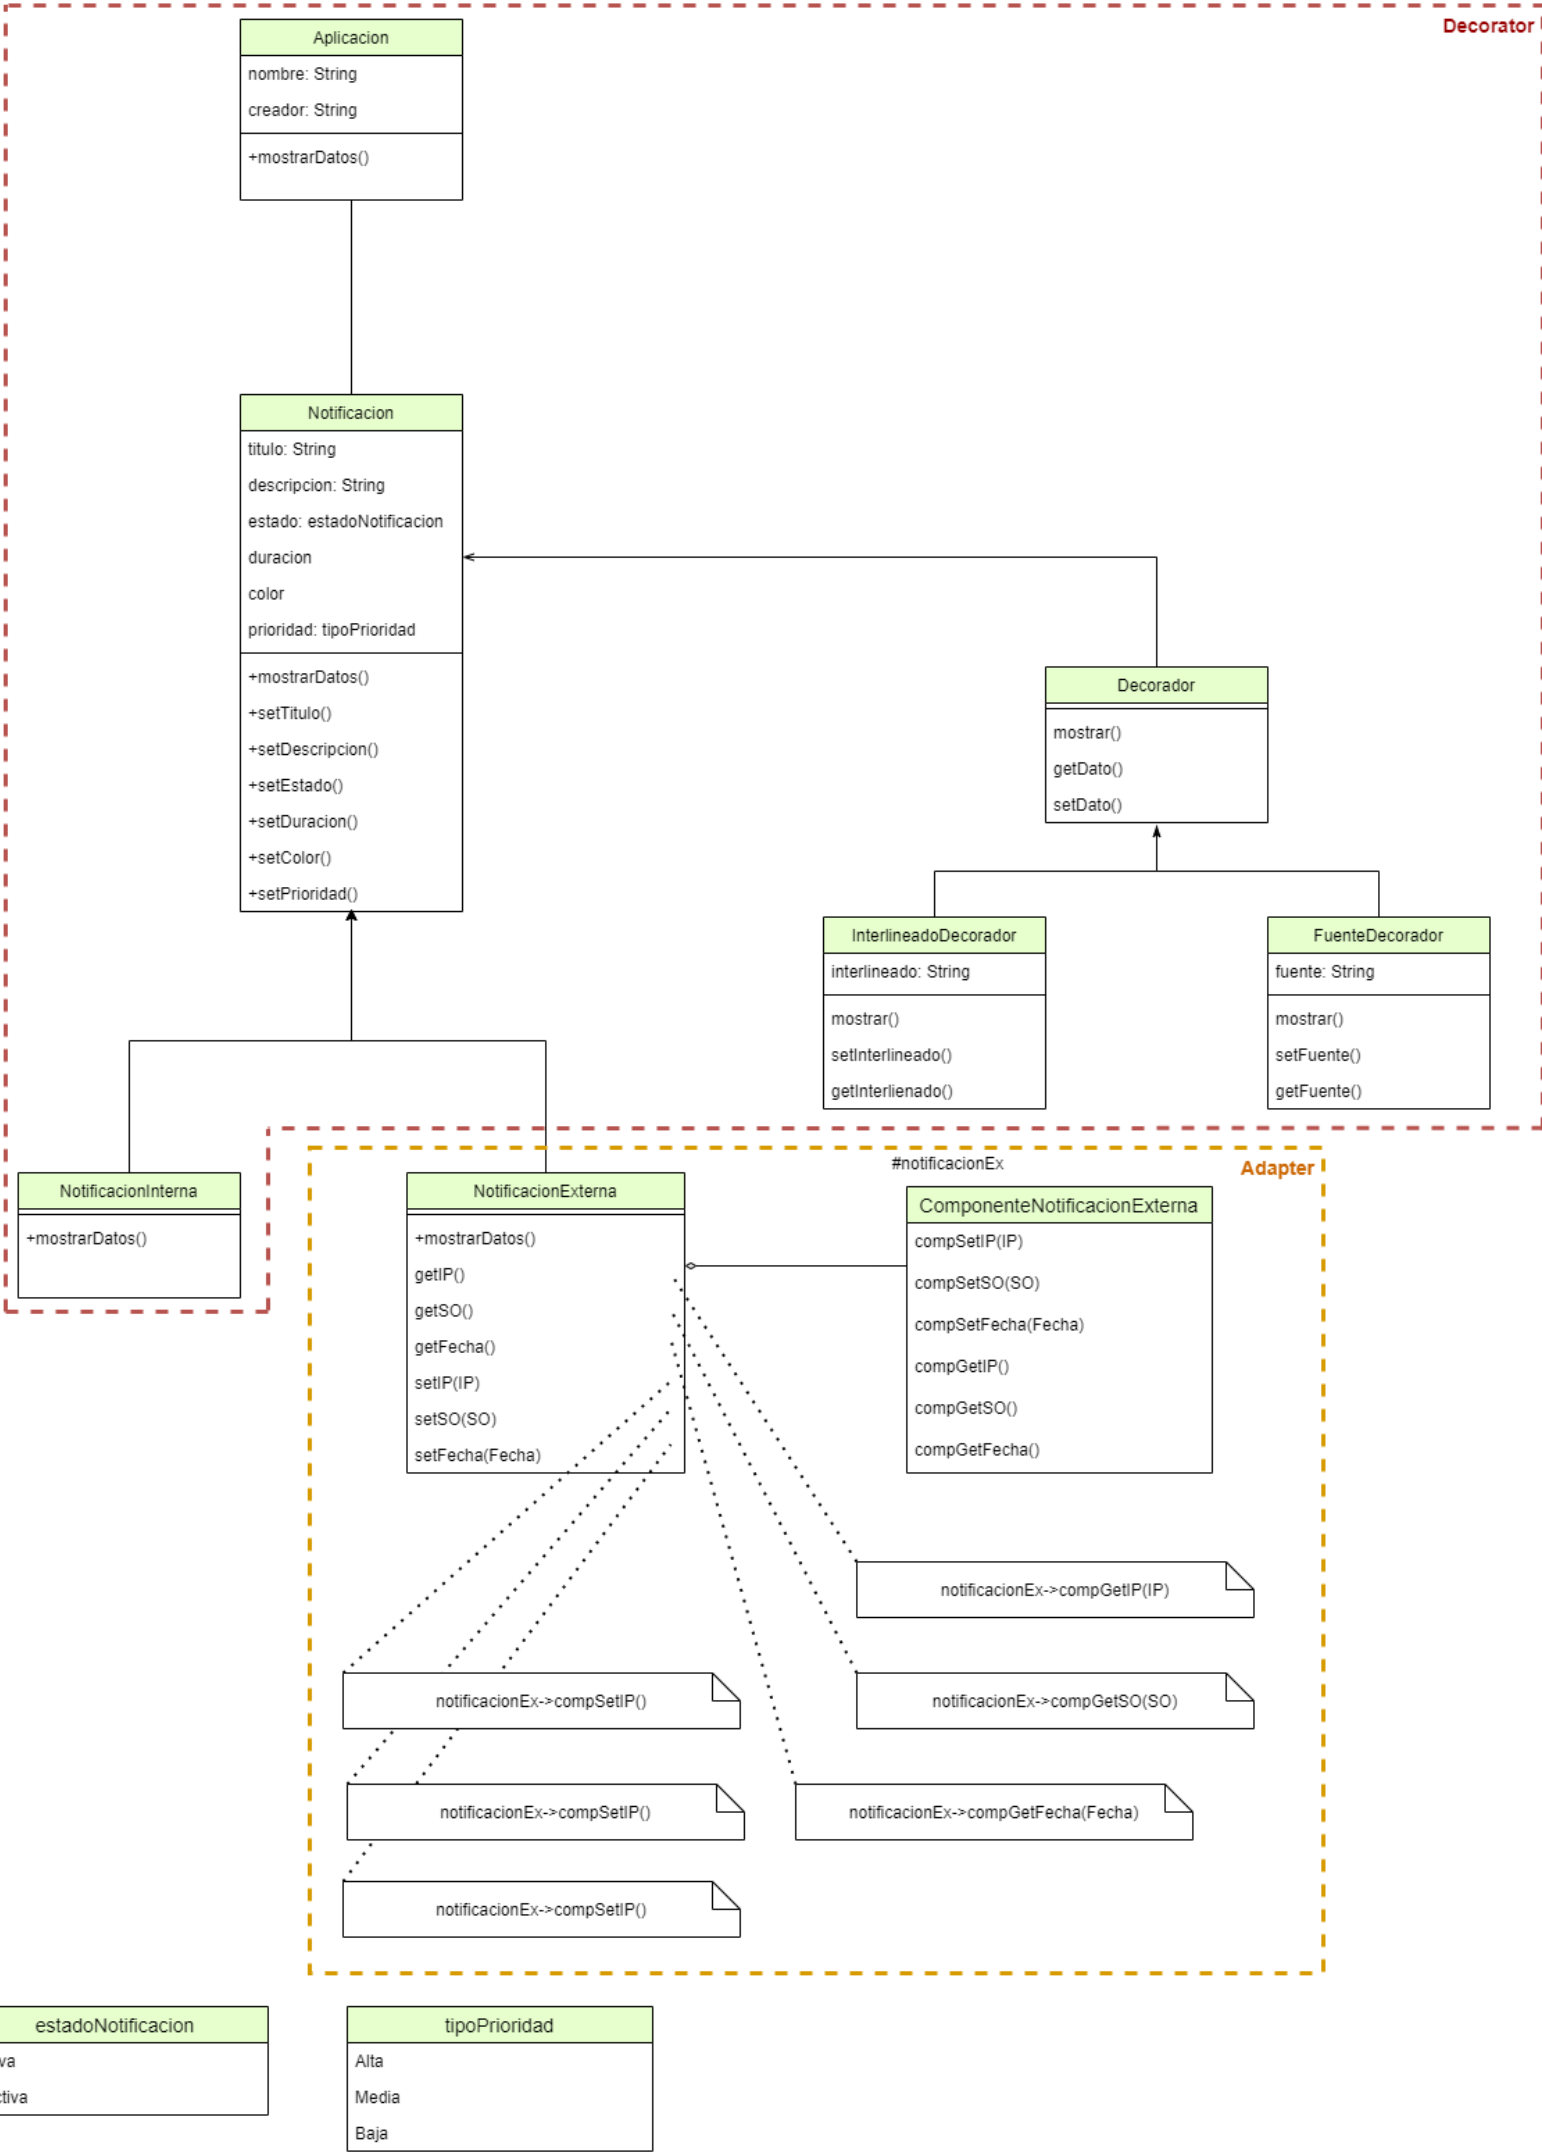 Decorator
Aplicacion
nombre: String
creador: String
+mostrarDatos()
Notificacion
titulo: String
descripcion: String
estado: estadoNotificacion
duracion
color
prioridad: tipoPrioridad
+mostrarDatos()
+setTitulo()
+setDescripcion()
+setEstado()
+setDuracion()
+setColor()
+setPrioridad()
Decorador
mostrar()
getDato()
setDato()
InterlineadoDecorador
interlineado: String
mostrar()
setInterlineado()
getInterlienado()
FuenteDecorador
fuente: String
mostrar()
setFuente()
getFuente()
NotificacionInterna
+mostrarDatos()
Adapter
#notificacionEx
NotificacionExterna
+mostrarDatos()
getIP()
getSO()
getFecha()
setIP(IP)
setSO(SO)
setFecha(Fecha)
ComponenteNotificacionExterna
compSetIP(IP)
compSetSO(SO)
compSetFecha(Fecha)
compGetIP()
compGetSO()
compGetFecha()
notificacionEx->compGetIP(IP)
notificacionEx->compSetIP()
notificacionEx->compGetSO(SO)
notificacionEx->compSetIP()
notificacionEx->compGetFecha(Fecha)
notificacionEx->compSetIP()
estadoNotificacion
tipoPrioridad
Alta
Media
Baja